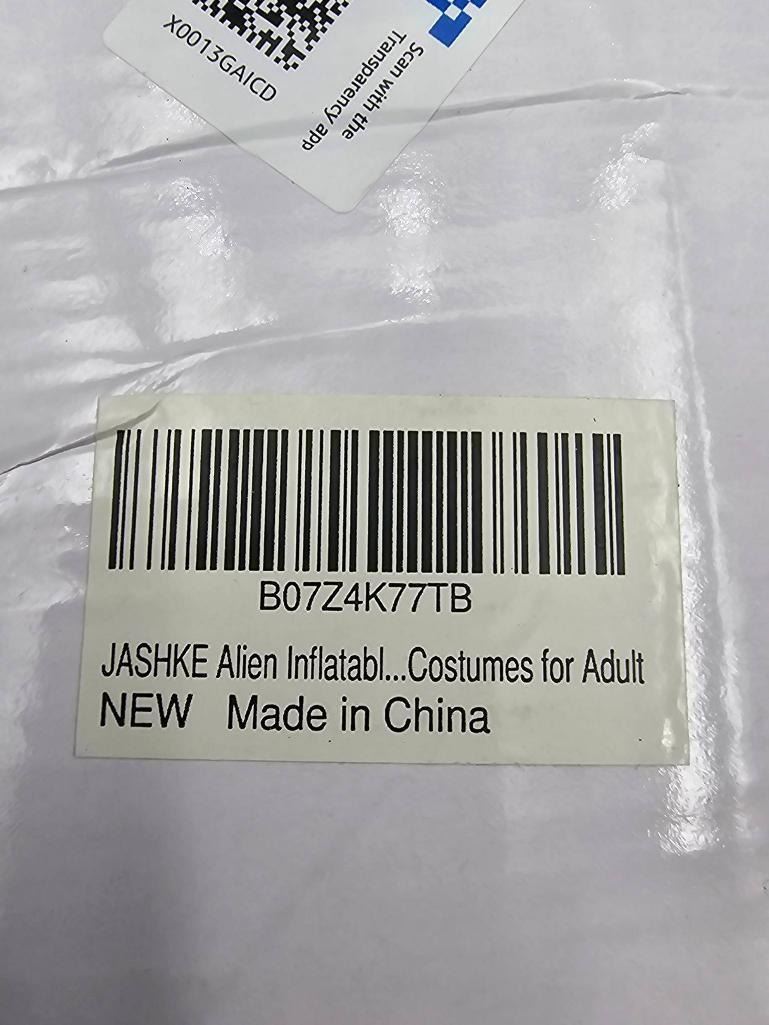 X0013GAICD
Scan with the
Transparency app
B07Z4K77TB
JASHKE Alien Inflatabl...Costumes for Adult
NEW Made in China